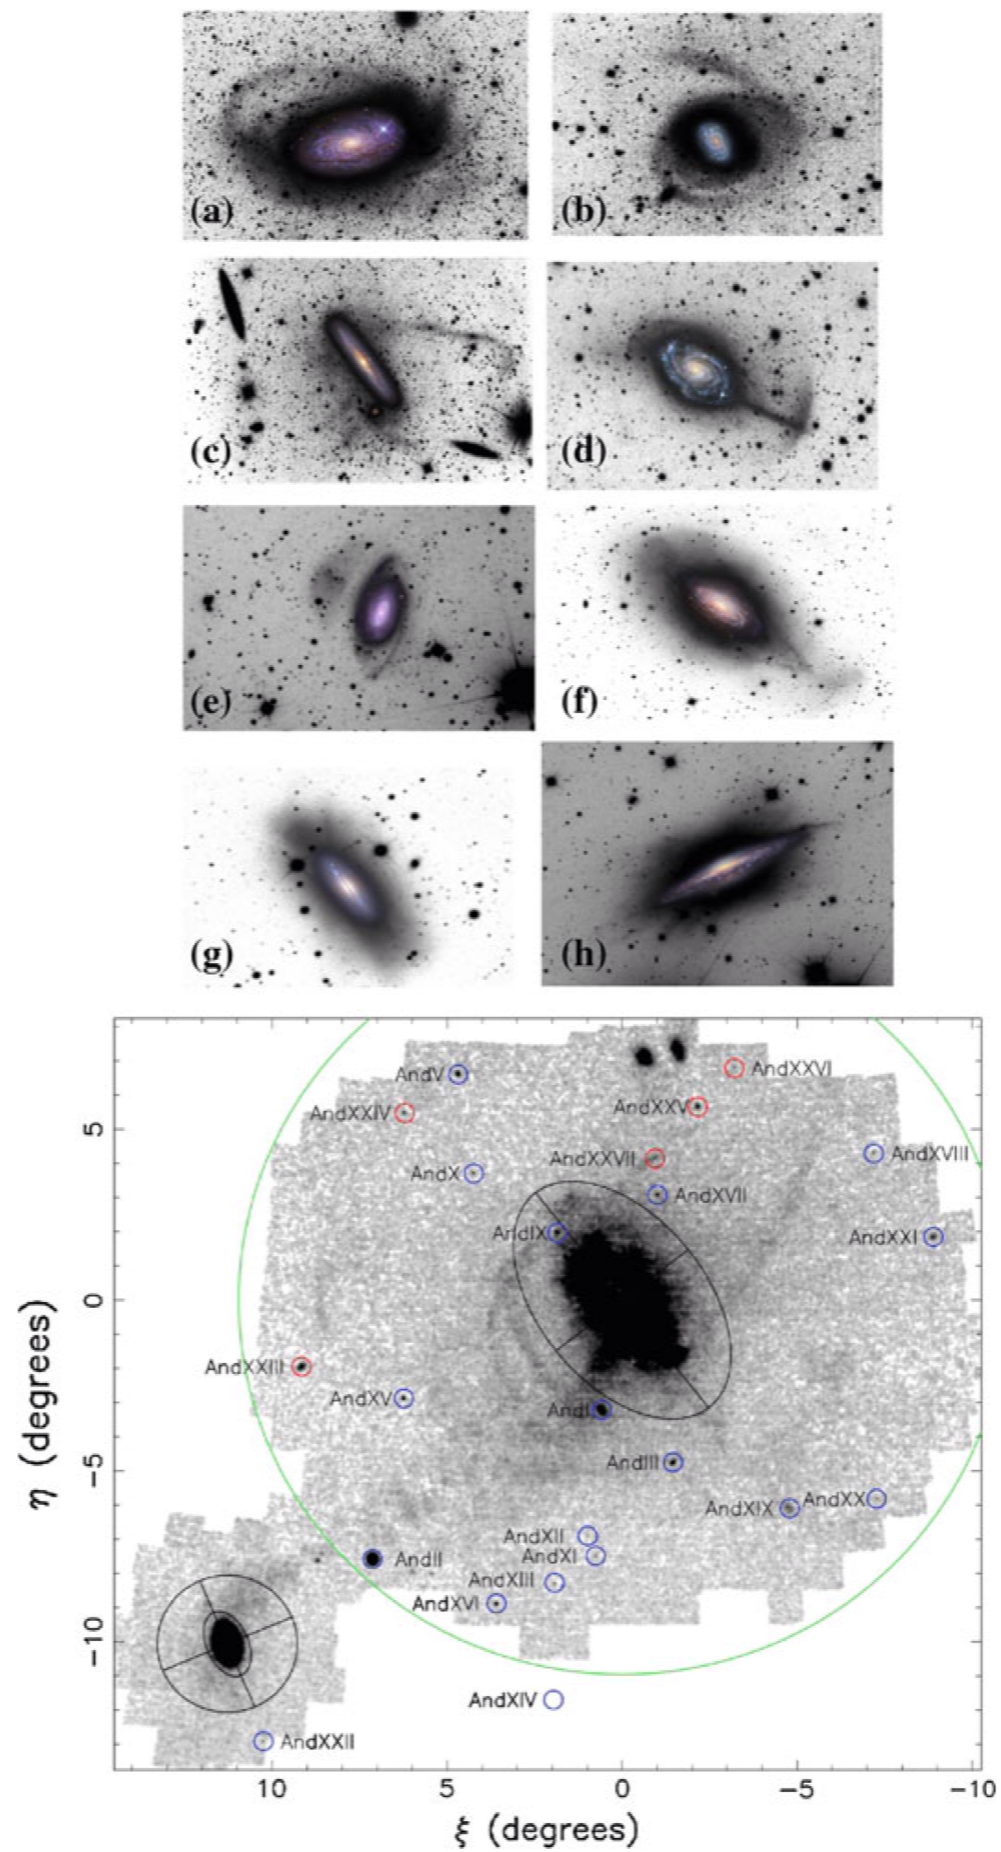 (a) (b)
(c) (d)
(e) (f)
(g) (h)
AndV AndXXVI
AndXXIV AndXXV
5
AndXXVII AndXVIII
AndX AndXVII
AndIX AndXXI
0
AndXXIII
AndXV AndI
AndIII
−5
AndXIX AndXX
AndXII
AndII AndXI
AndXIII
AndXVI
−10
AndXIV
AndXXII
10 5 0 −5 −10
ξ (degrees)
η (degrees)